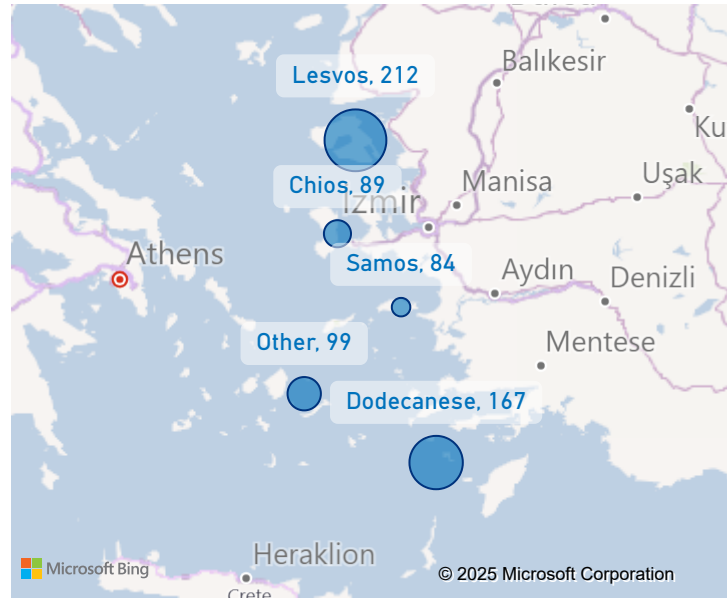 Lesvos, 212
Balıkesir
Ku
Chios, 89
Izmir
Manisa
Uşak
Athens
Samos, 84
Aydın
Denizli
Other, 99
Mentese
Dodecanese, 167
Heraklion
Crete
Microsoft Bing
© 2025 Microsoft Corporation